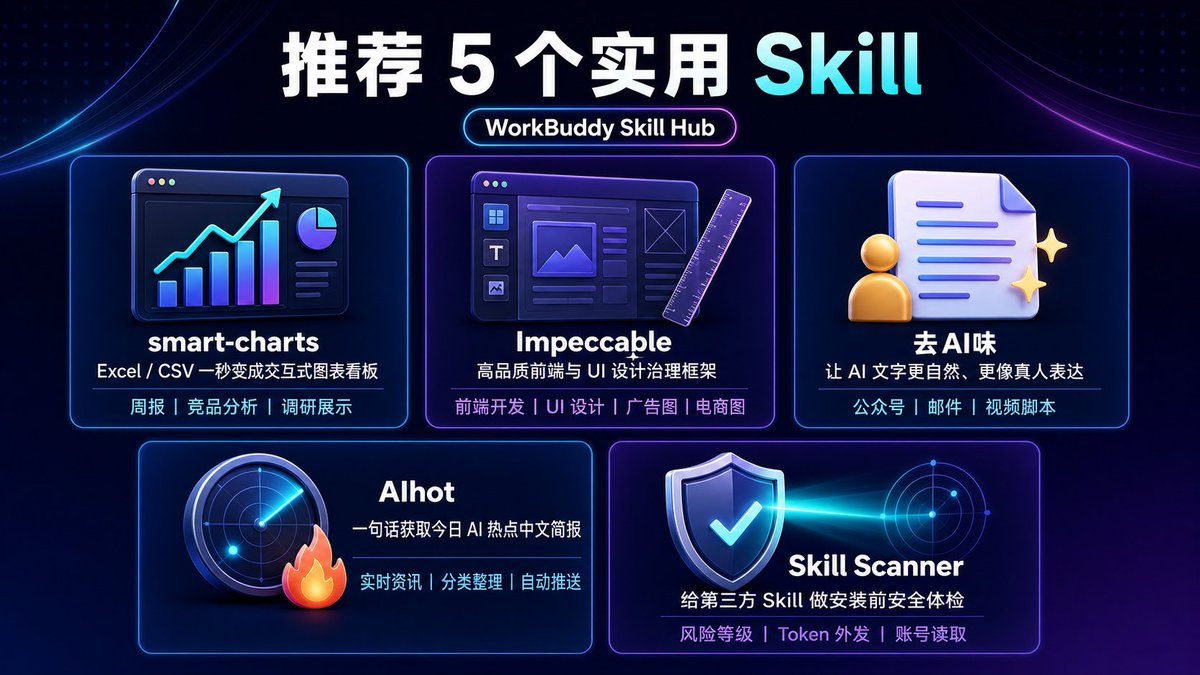 推荐 5 个实用 Skill
WorkBuddy Skill Hub
T
smart-charts
Excel / CSV 一秒变成交互式图表看板
周报 | 竞品分析 | 调研展示
Impeccable
高品质前端与 UI 设计治理框架
前端开发 | UI 设计 | 广告图 | 电商图
去AI味
让 AI 文字更自然、更像真人表达
公众号 | 邮件 | 视频脚本
AIhot
一句话获取今日 AI 热点中文简报
实时资讯 | 分类整理 | 自动推送
Skill Scanner
给第三方 Skill 做安装前安全体检
风险等级 | Token 外发 | 账号读取